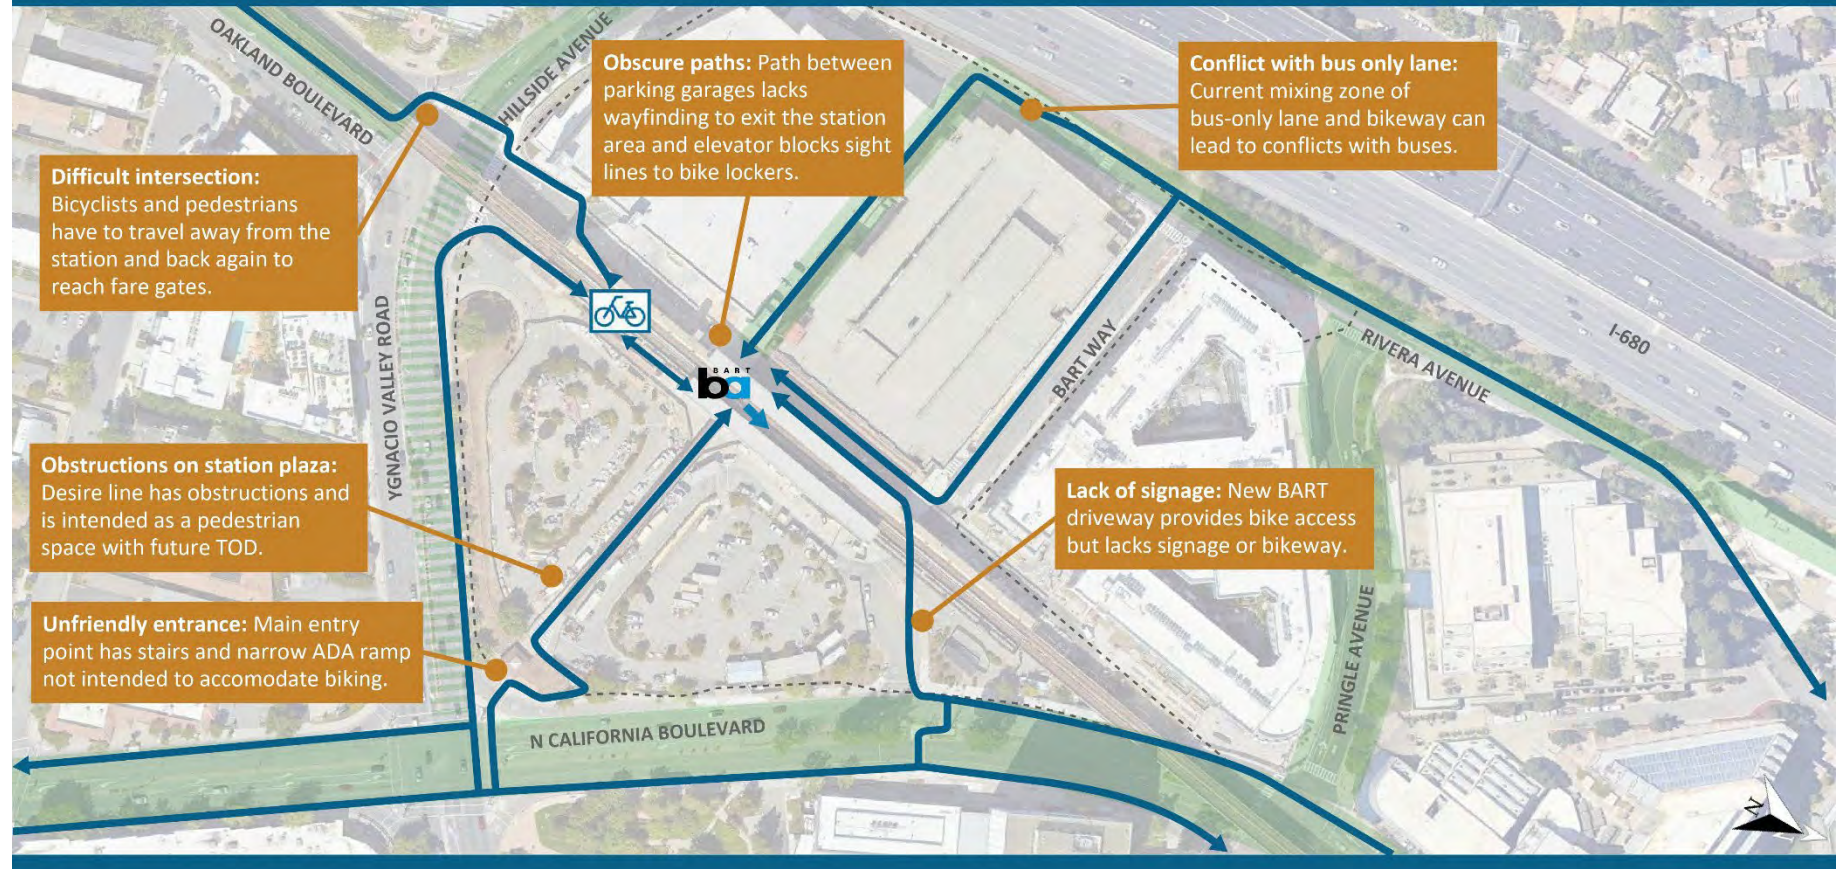 OAKLAND BOULEVARD
HILLSIDE AVENUE
Obscure paths: Path between
parking garages lacks
wayfinding to exit the station
area and elevator blocks sight
lines to bike lockers.
Conflict with bus only lane:
Current mixing zone of
bus-only lane and bikeway can
lead to conflicts with buses.
Difficult intersection:
Bicyclists and pedestrians
have to travel away from the
station and back again to
reach fare gates.
YGNACIO VALLEY ROAD
BART
ba
BART WAY
I-680
RIVERA AVENUE
Obstructions on station plaza:
Desire line has obstructions and
is intended as a pedestrian
space with future TOD.
Lack of signage: New BART
driveway provides bike access
but lacks signage or bikeway.
Unfriendly entrance: Main entry
point has stairs and narrow ADA ramp
not intended to accomodate biking.
PRINGLE AVENUE
N CALIFORNIA BOULEVARD
N